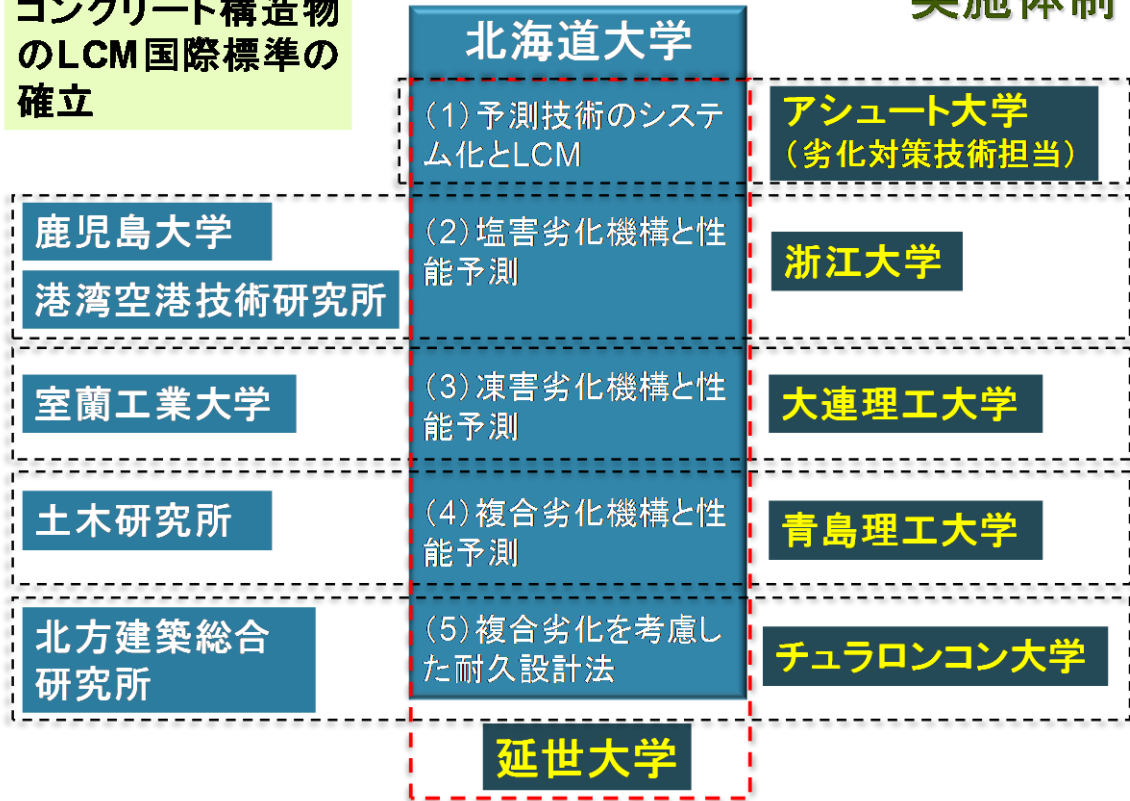 コンクリート構造物
のLCM国際標準の
確立
実施体制
北海道大学
(1)予測技術のシステ
ム化とLCM
アシュート大学
(劣化対策技術担当)
鹿児島大学
港湾空港技術研究所
(2)塩害劣化機構と性
能予測
浙江大学
室蘭工業大学
(3)凍害劣化機構と性
能予測
大連理工大学
土木研究所
(4)複合劣化機構と性
能予測
青島理工大学
北方建築総合
研究所
(5)複合劣化を考慮し
た耐久設計法
チュラロンコン大学
延世大学